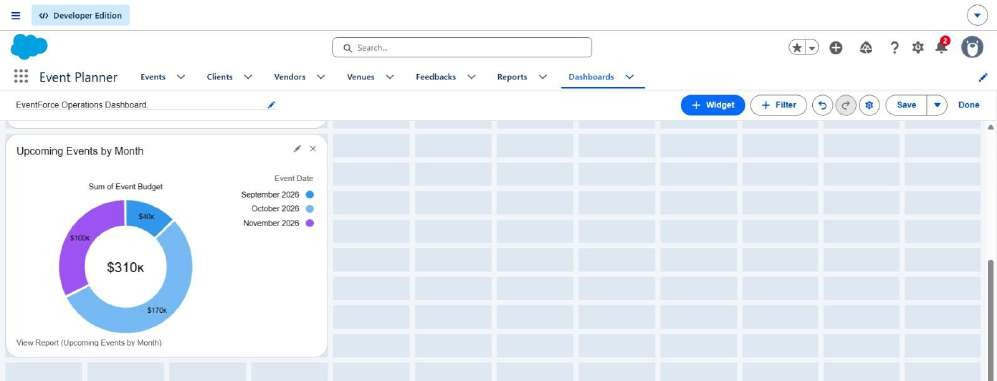 Developer Edition
Search...
2
Event Planner
Events
Clients
Vendors
Venues
Feedbacks
Reports
Dashboards
EventForce Operations Dashboard
+ Widget
+ Filter
Save
Done
Upcoming Events by Month
Sum of Event Budget
Event Date
September 2026
October 2026
November 2026
$40K
$100K
$310K
$170K
View Report (Upcoming Events by Month)